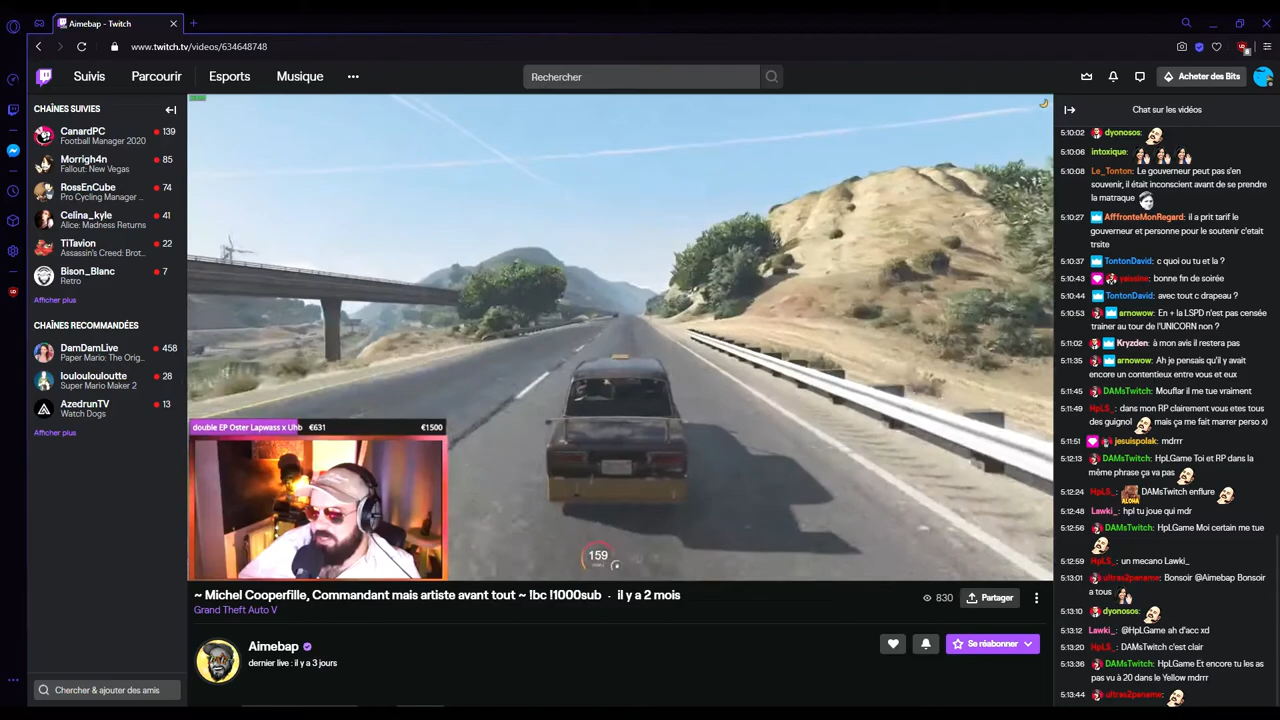 Aimebap - Twitch
www.twitch.tv/videos/634648748
Suivis
Parcourir
Esports
Musique
Rechercher
Acheter des Bits
CHAÎNES SUIVIES
CanardPC
139
Football Manager 2020
Morrigh4n
85
Fallout: New Vegas
RossEnCube
74
Pro Cycling Manager ...
Celina_kyle
41
Alice: Madness Returns
TiTavion
22
Assassin's Creed: Brot...
Bison_Blanc
7
Retro
Afficher plus
CHAÎNES RECOMMANDÉES
DamDamLive
458
Paper Mario: The Orig...
louloulouloutte
28
Super Mario Maker 2
AzedrunTV
13
Watch Dogs
Afficher plus
Chercher & ajouter des amis
double EP Oster Lapwass x Uhb
€631
€1500
159
~ Michel Cooperfille, Commandant mais artiste avant tout ~ !bc !1000sub · il y a 2 mois
Grand Theft Auto V
830
Partager
Aimebap
dernier live : il y a 3 jours
Se réabonner
Chat sur les vidéos
5:10:02 dyonosos:
5:10:06 intoxique:
5:10:08 Le_Tonton: Le gouverneur peut pas s'en
souvenir, il était inconscient avant de se prendre
la matraque
5:10:27 AffffronteMonRegard: il a prit tarif le
gouverneur et personne pour le soutenir c'etait
trsite
5:10:37 TontonDavid: c quoi ou tu et la ?
5:10:43 yaissine: bonne fin de soirée
5:10:44 TontonDavid: avec tout c drapeau ?
5:10:53 arnowow: En + la LSPD n'est pas censée
trainer au tour de l'UNICORN non ?
5:11:02 Kryzden: à mon avis il restera pas
5:11:35 arnowow: Ah je pensais qu'il y avait
encore un contentieux entre vous et eux
5:11:45 DAMsTwitch: Mouflar il me tue vraiment
5:11:49 HpLS_: dans mon RP clairement vous etes tous
des guignol mais ça me fait marrer perso x)
5:11:51 jesuispolak: mdrrr
5:12:13 DAMsTwitch: HpLGame Toi et RP dans la
même phrase ça va pas
5:12:24 HpLS_: ALOHA DAMsTwitch enflure
5:12:48 Lawki_: hpl tu joue qui mdr
5:12:56 DAMsTwitch: HpLGame Moi certain me tue
5:12:59 HpLS_: un mecano Lawki_
5:13:01 ultras2paname: Bonsoir @Aimebap Bonsoir
a tous
5:13:10 dyonosos:
5:13:12 Lawki_: @HpLGame ah d'acc xd
5:13:20 HpLS_: DAMsTwitch c'est clair
5:13:36 DAMsTwitch: HpLGame Et encore tu les as
pas vu à 20 dans le Yellow mdrrr
5:13:44 ultras2paname: